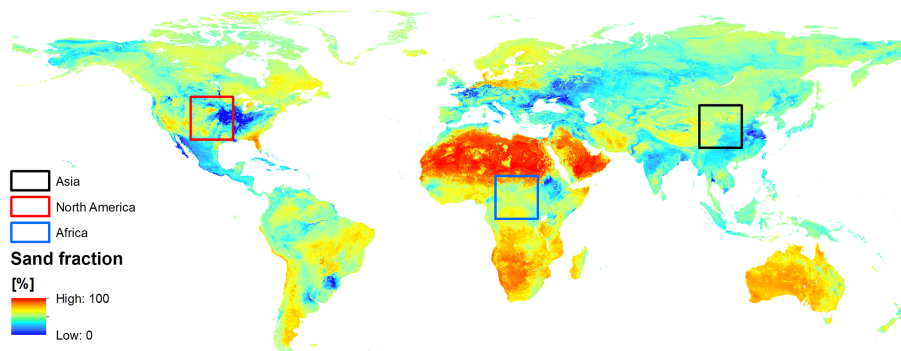 Asia
North America
Africa
Sand fraction
[%]
High: 100
Low: 0